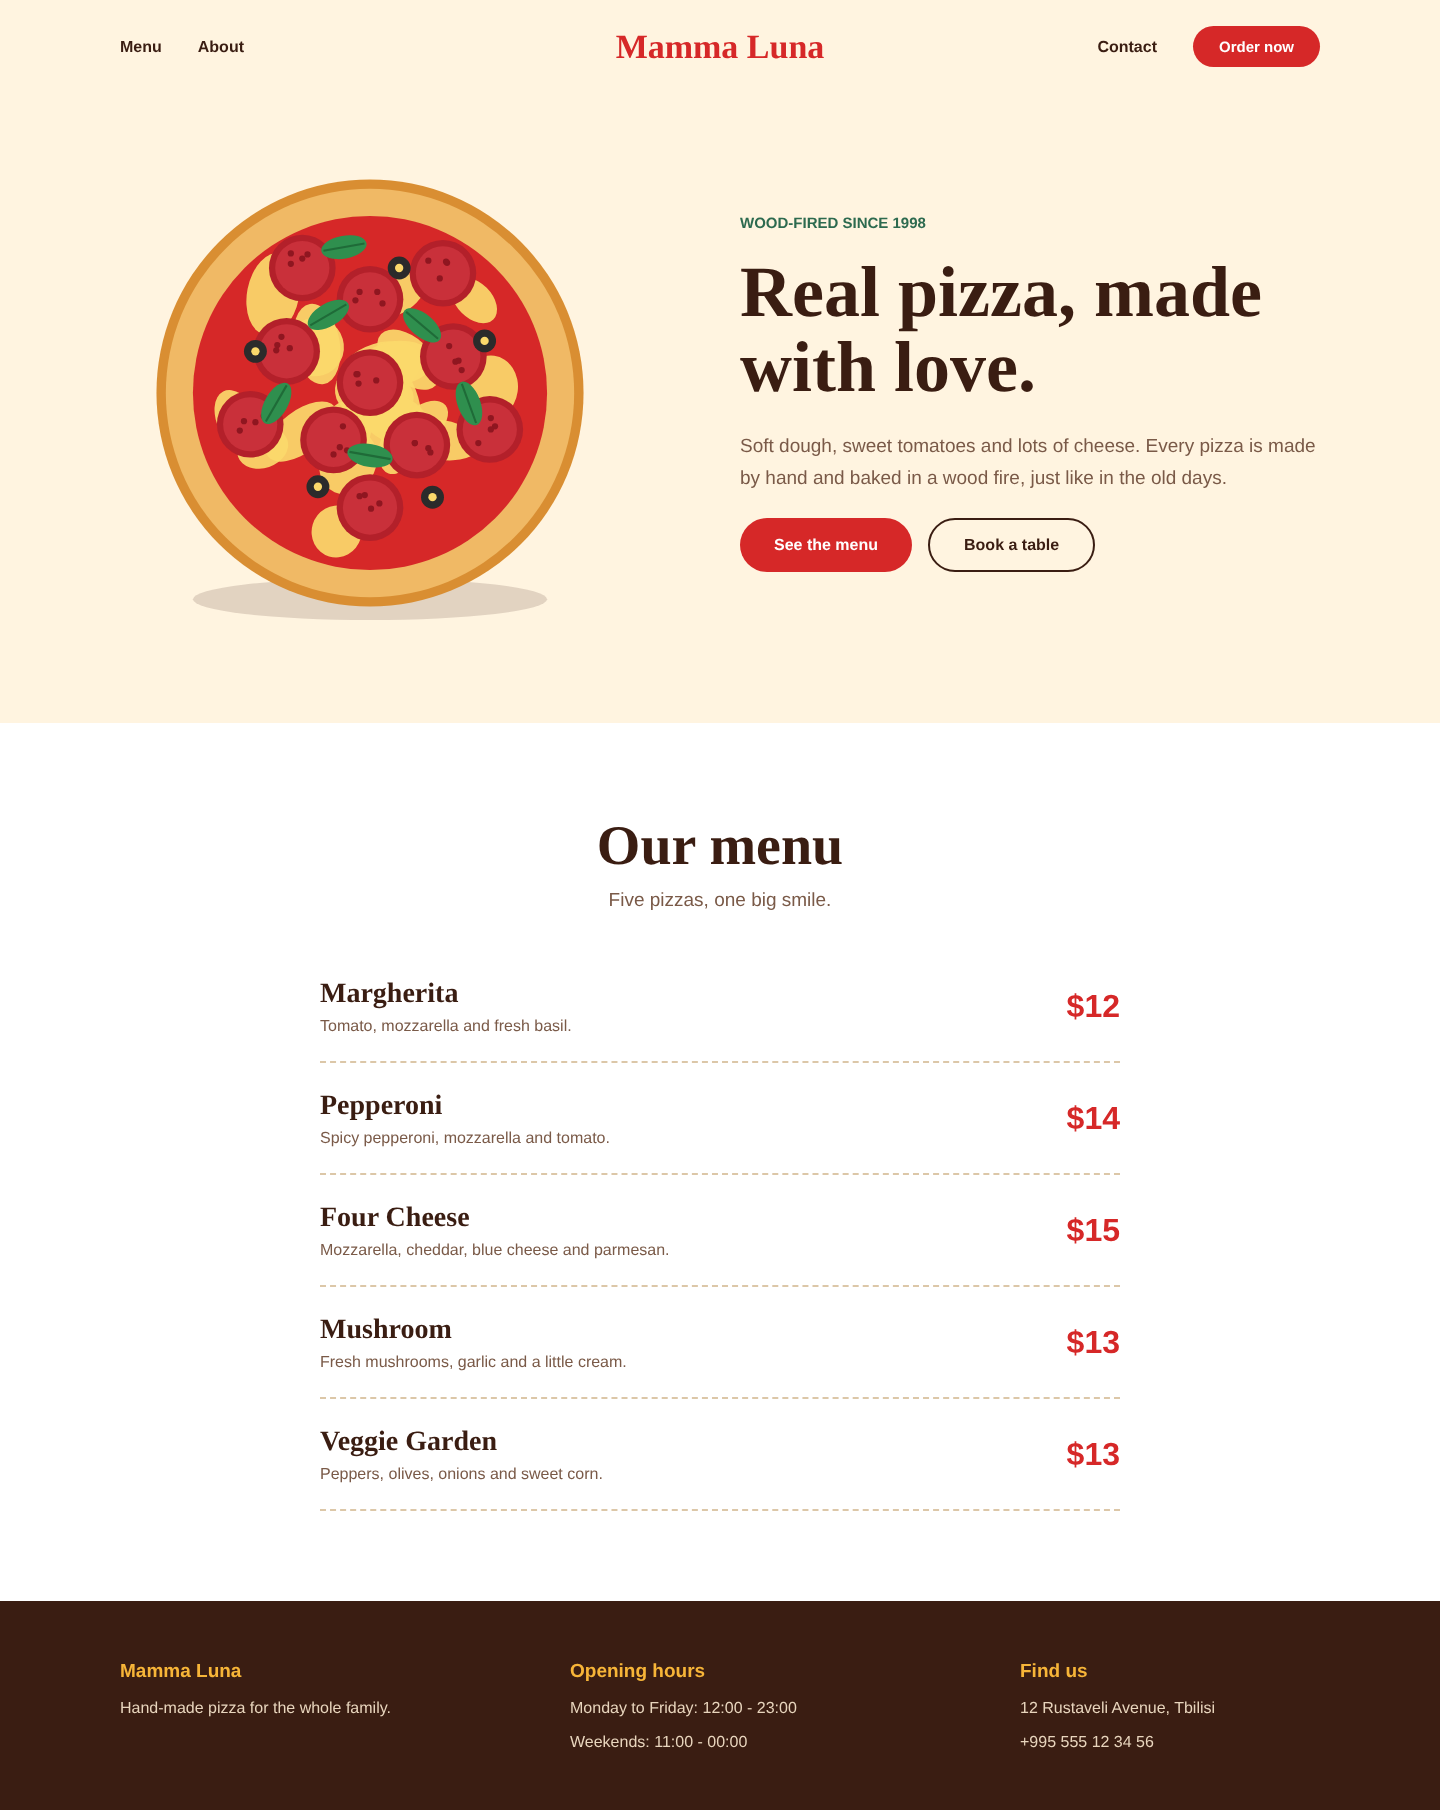 Menu
About
Mamma Luna
Contact
Order now
WOOD-FIRED SINCE 1998
Real pizza, made
with love.
Soft dough, sweet tomatoes and lots of cheese. Every pizza is made
by hand and baked in a wood fire, just like in the old days.
See the menu
Book a table
Our menu
Five pizzas, one big smile.
Margherita
Tomato, mozzarella and fresh basil.
$12
Pepperoni
Spicy pepperoni, mozzarella and tomato.
$14
Four Cheese
Mozzarella, cheddar, blue cheese and parmesan.
$15
Mushroom
Fresh mushrooms, garlic and a little cream.
$13
Veggie Garden
Peppers, olives, onions and sweet corn.
$13
Mamma Luna
Hand-made pizza for the whole family.
Opening hours
Monday to Friday: 12:00 - 23:00
Weekends: 11:00 - 00:00
Find us
12 Rustaveli Avenue, Tbilisi
+995 555 12 34 56